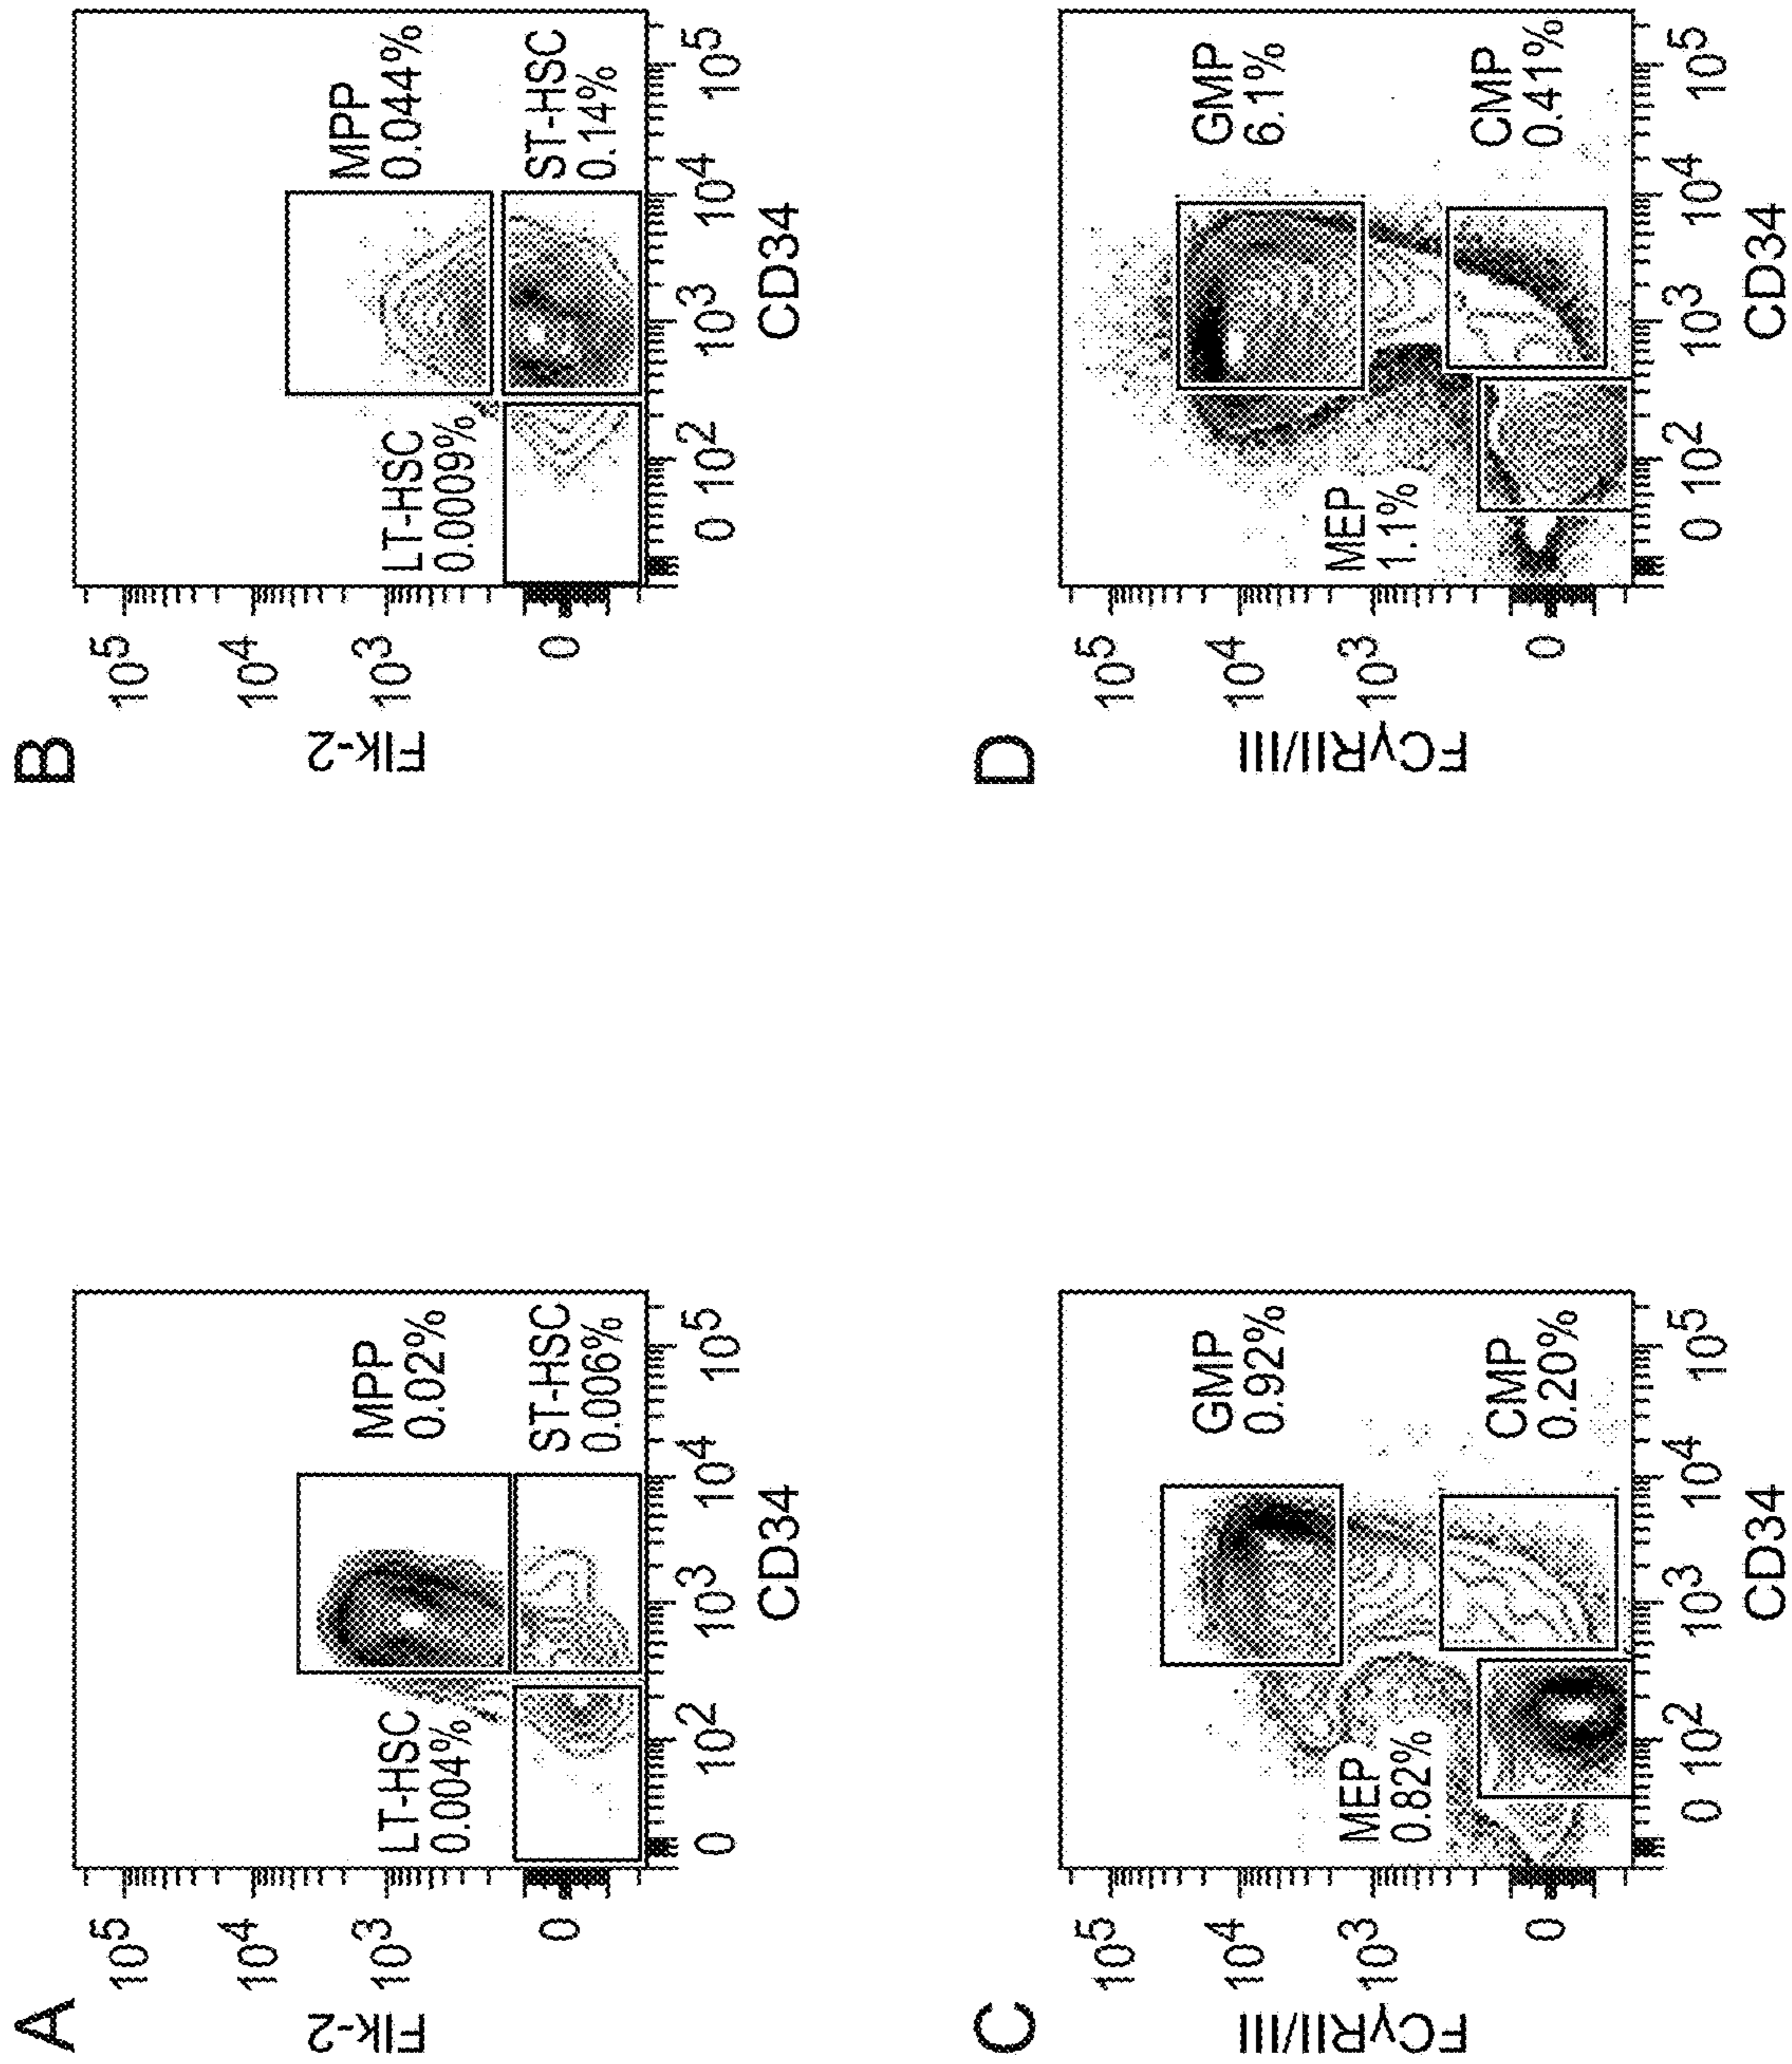 A
Flk-2
10⁵
10⁴
10³
0
LT-HSC
0.004%
MPP
0.02%
ST-HSC
0.006%
0 10² 10³ 10⁴ 10⁵
CD34
B
Flk-2
10⁵
10⁴
10³
0
LT-HSC
0.0009%
MPP
0.044%
ST-HSC
0.14%
0 10² 10³ 10⁴ 10⁵
CD34
C
FCγRII/III
10⁵
10⁴
10³
0
MEP
0.82%
GMP
0.92%
CMP
0.20%
0 10² 10³ 10⁴ 10⁵
CD34
D
FCγRII/III
10⁵
10⁴
10³
0
MEP
1.1%
GMP
6.1%
CMP
0.41%
0 10² 10³ 10⁴ 10⁵
CD34